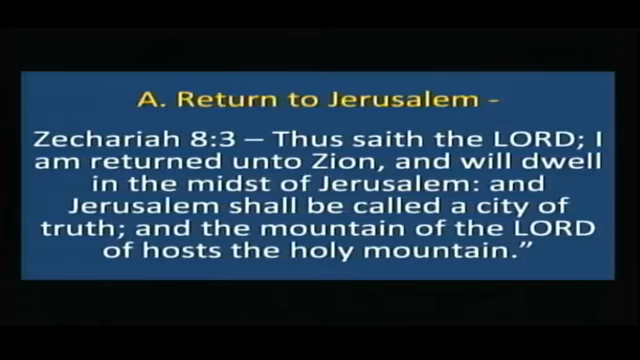 A. Return to Jerusalem -
Zechariah 8:3 – Thus saith the LORD; I
am returned unto Zion, and will dwell
in the midst of Jerusalem: and
Jerusalem shall be called a city of
truth; and the mountain of the LORD
of hosts the holy mountain.”